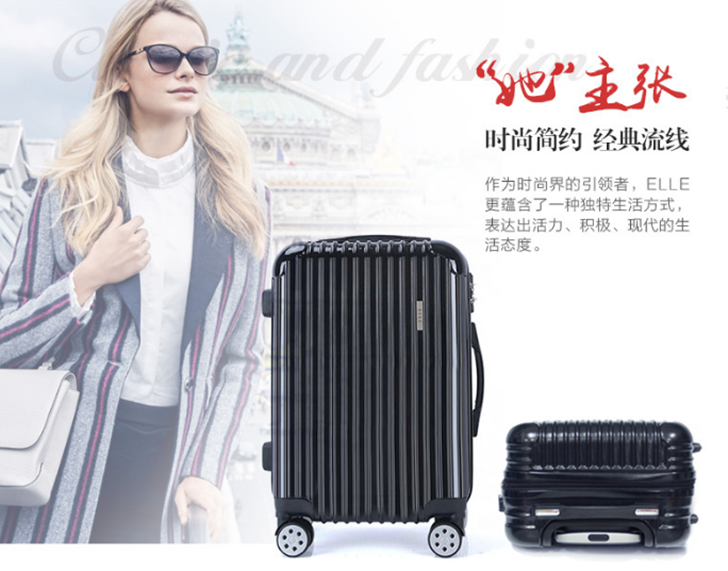 Classic and fashion
“她”主张
时尚简约 经典流线
作为时尚界的引领者，ELLE
更蕴含了一种独特生活方式，
表达出活力、积极、现代的生
活态度。